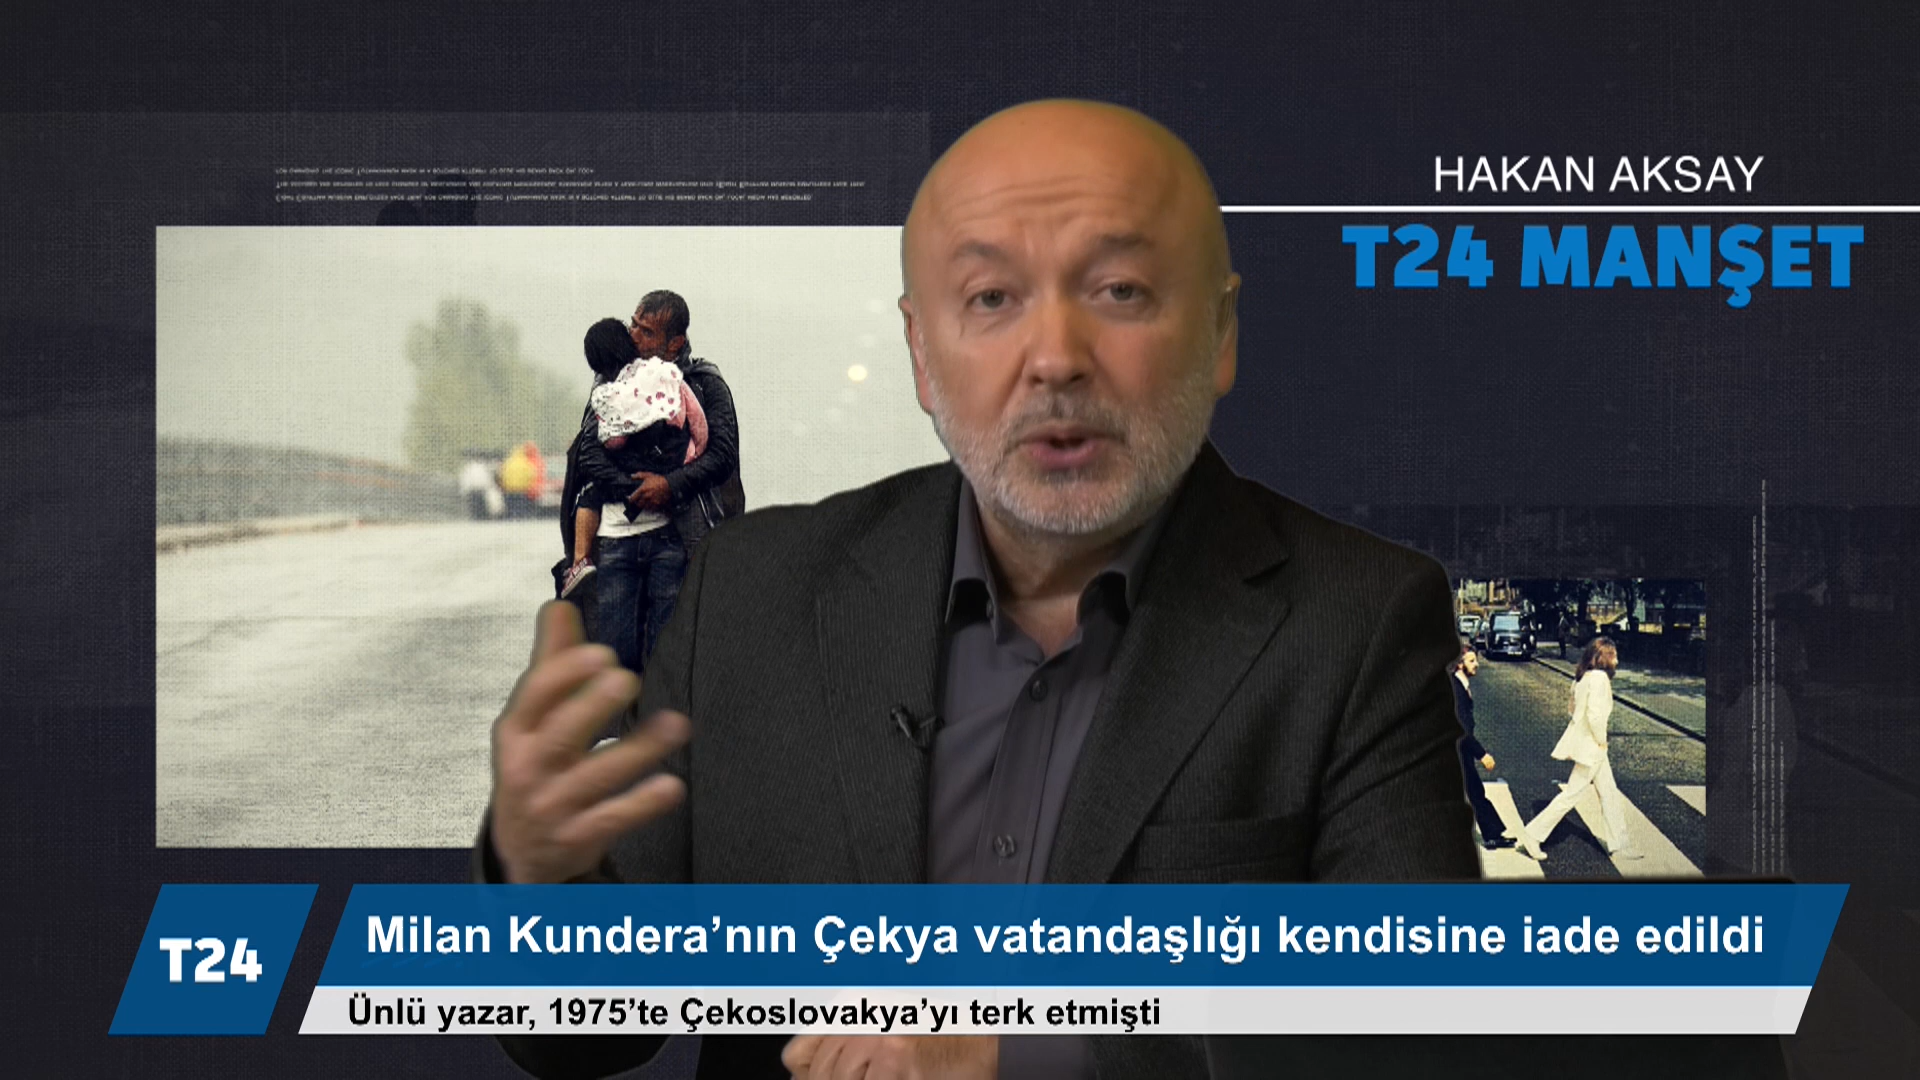 HAKAN AKSAY
T24 MANŞET
T24
Milan Kundera’nın Çekya vatandaşlığı kendisine iade edildi
Ünlü yazar, 1975’te Çekoslovakya’yı terk etmişti